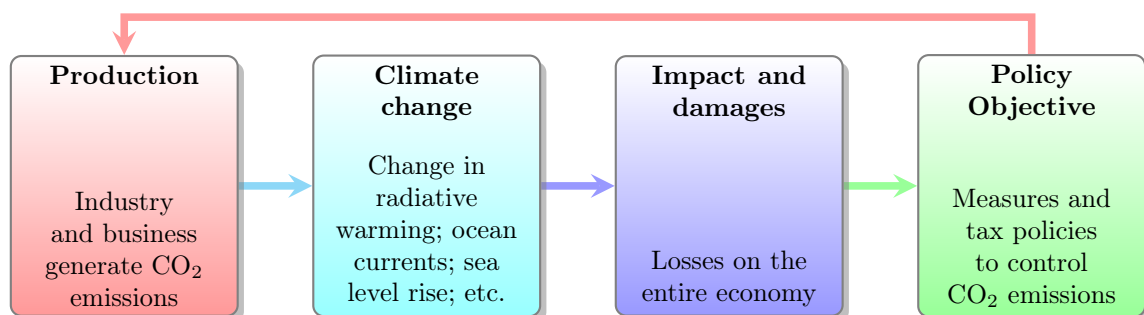 Production
Industry
and business
generate CO₂
emissions
Climate
change
Change in
radiative
warming; ocean
currents; sea
level rise; etc.
Impact and
damages
Losses on the
entire economy
Policy
Objective
Measures and
tax policies
to control
CO₂ emissions